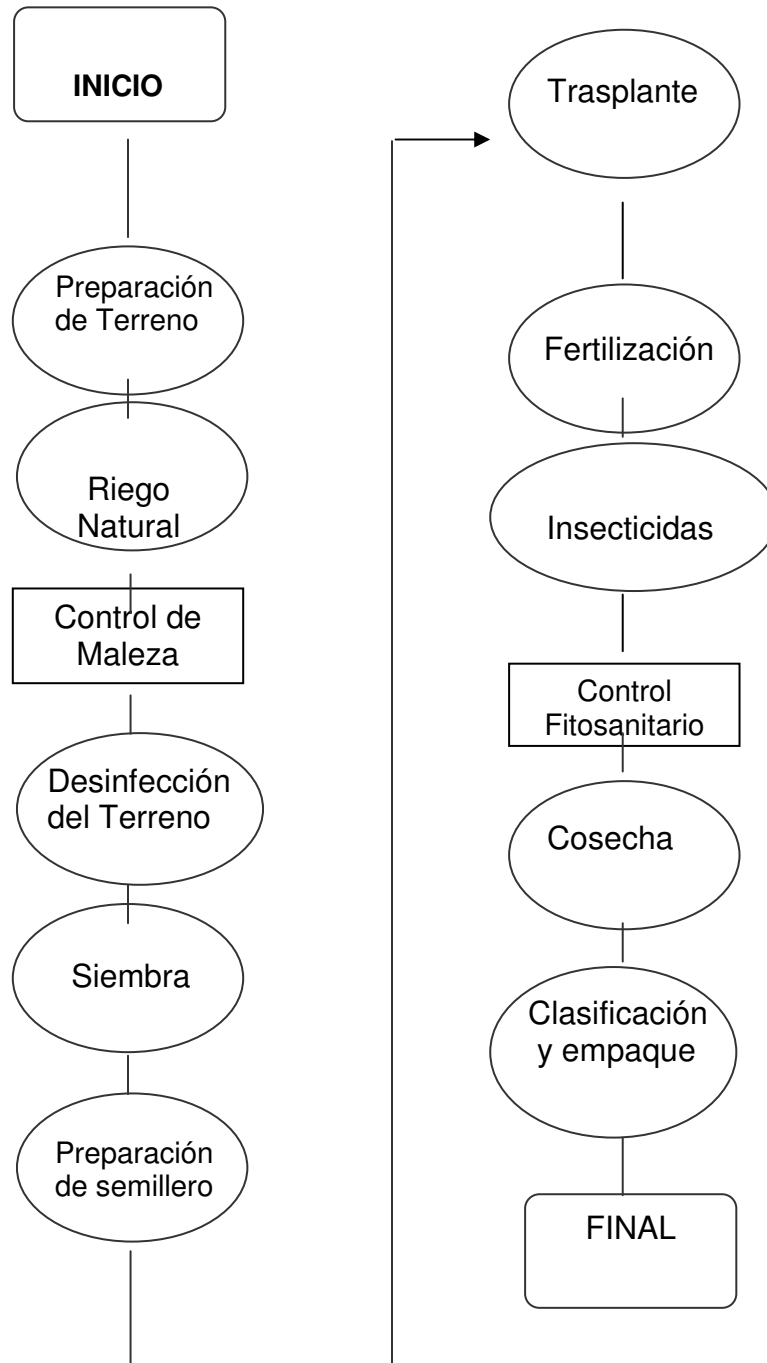 INICIO
Preparación
de Terreno
Riego
Natural
Control de
Maleza
Desinfección
del Terreno
Siembra
Preparación
de semillero
Trasplante
Fertilización
Insecticidas
Control
Fitosanitario
Cosecha
Clasificación
y empaque
FINAL